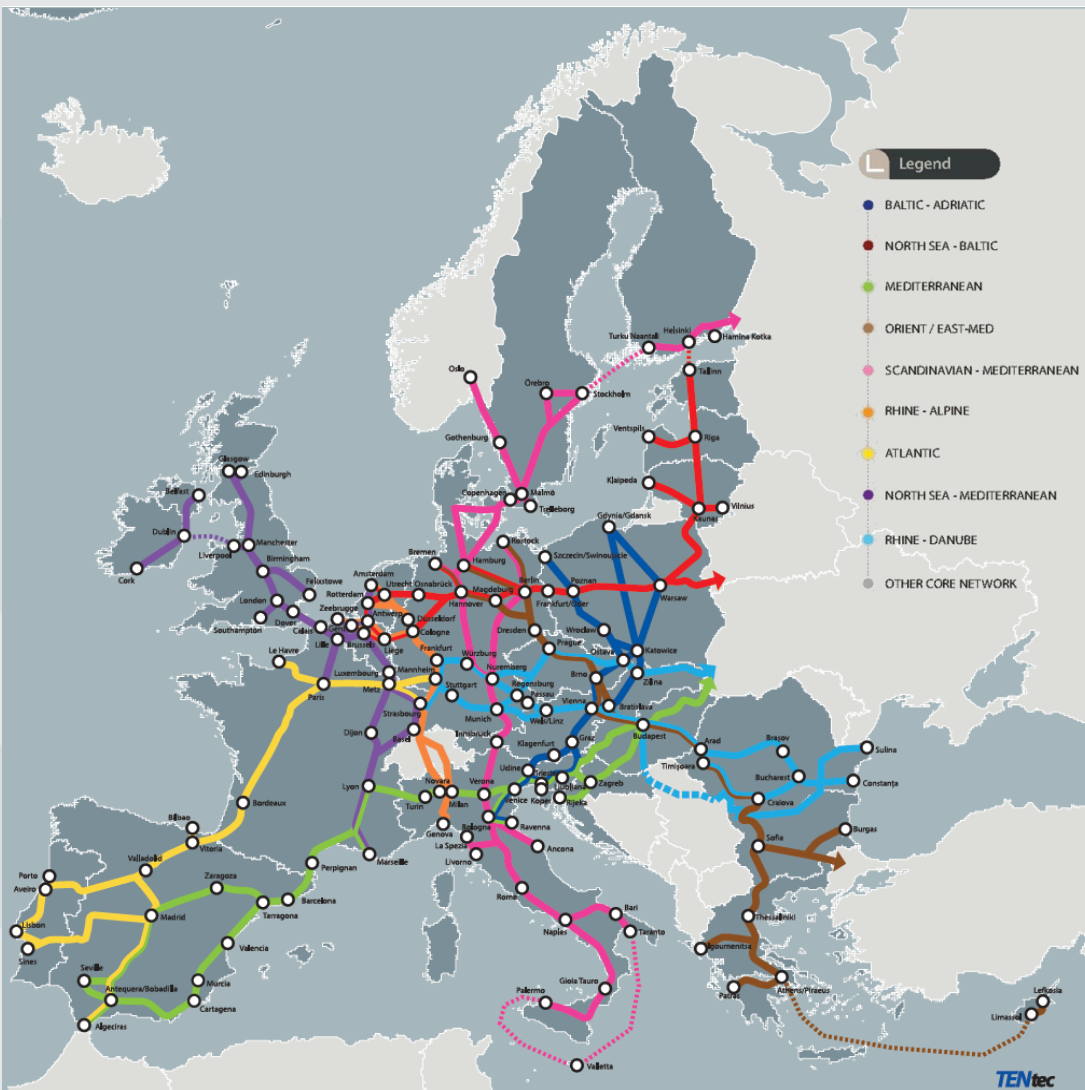 Legend
BALTIC - ADRIATIC
NORTH SEA - BALTIC
MEDITERRANEAN
ORIENT / EAST-MED
SCANDINAVIAN - MEDITERRANEAN
RHINE - ALPINE
ATLANTIC
NORTH SEA - MEDITERRANEAN
RHINE - DANUBE
OTHER CORE NETWORK
Helsinki
Turku Naantali
Hamina Kotka
Oslo
Örebro
Stockholm
Tallinn
Ventspils
Riga
Gothenburg
Glasgow
Edinburgh
Klaipeda
Belfast
Copenhagen
Malmö
Trelleborg
Kaunas
Vilnius
Gdynia/Gdansk
Dublin
Liverpool
Manchester
Rostock
Szczecin/Swinoujscie
Cork
Birmingham
Bremen
Hamburg
Felixstowe
Amsterdam
Utrecht
Osnabrück
Magdeburg
Berlin
Poznan
Warsaw
London
Rotterdam
Hannover
Frankfurt/Oder
Zeebrugge
Antwerp
Düsseldorf
Southampton
Dover
Calais
Cologne
Dresden
Wrocław
Lille
Brussels
Liege
Le Havre
Frankfurt
Würzburg
Prague
Ostava
Katowice
Luxembourg
Mannheim
Nuremberg
Paris
Metz
Stuttgart
Regensburg
Passau
Brno
Zilina
Strasbourg
Munich
Wels/Linz
Vienna
Bratislava
Dijon
Basel
Innsbruck
Budapest
Klagenfurt
Graz
Arad
Braşov
Sulina
Timişoara
Udine
Lyon
Novara
Verona
Ljubljana
Zagreb
Bucharest
Constanţa
Turin
Milan
Venice
Koper
Rijeka
Craiova
Bordeaux
Genova
Bologna
Ravenna
Bilbao
La Spezia
Ancona
Sofia
Burgas
Vitoria
Marseille
Livorno
Valladolid
Perpignan
Porto
Zaragoza
Roma
Aveiro
Barcelona
Tarragona
Bari
Lisbon
Madrid
Naples
Taranto
Thessaloniki
Sines
Valencia
Igoumenitsa
Seville
Murcia
Gioia Tauro
Antequera/Bobadilla
Palermo
Patras
Athens/Piraeus
Cartagena
Lefkosia
Limassol
Algeciras
Valletta
TENtec